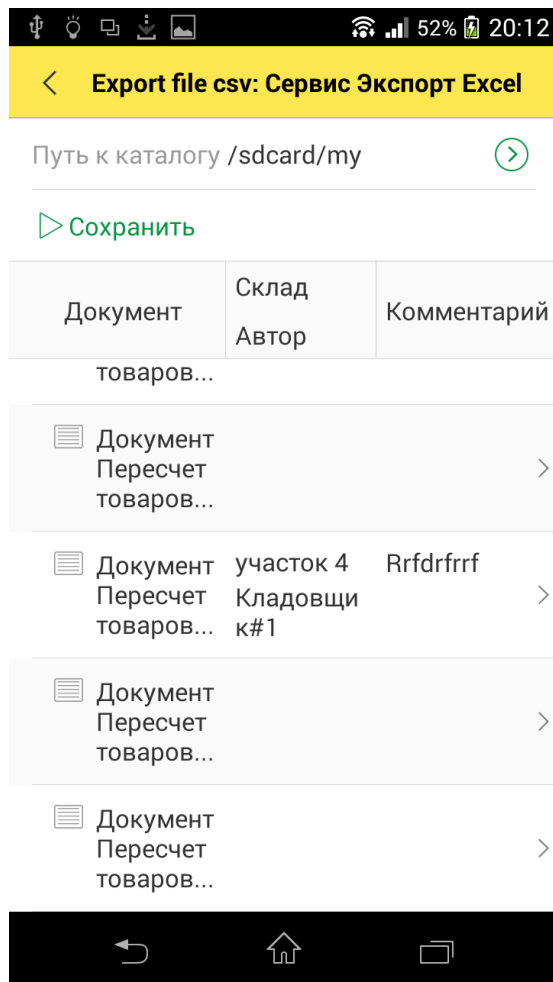 52% 20:12
Export file csv: Сервис Экспорт Excel
Путь к каталогу /sdcard/my
Сохранить
Документ
Склад
Автор
Комментарий
товаров...
Документ
Пересчет
товаров...
Документ
Пересчет
товаров...
участок 4
Кладовщи
к#1
Rrfdrfrrf
Документ
Пересчет
товаров...
Документ
Пересчет
товаров...